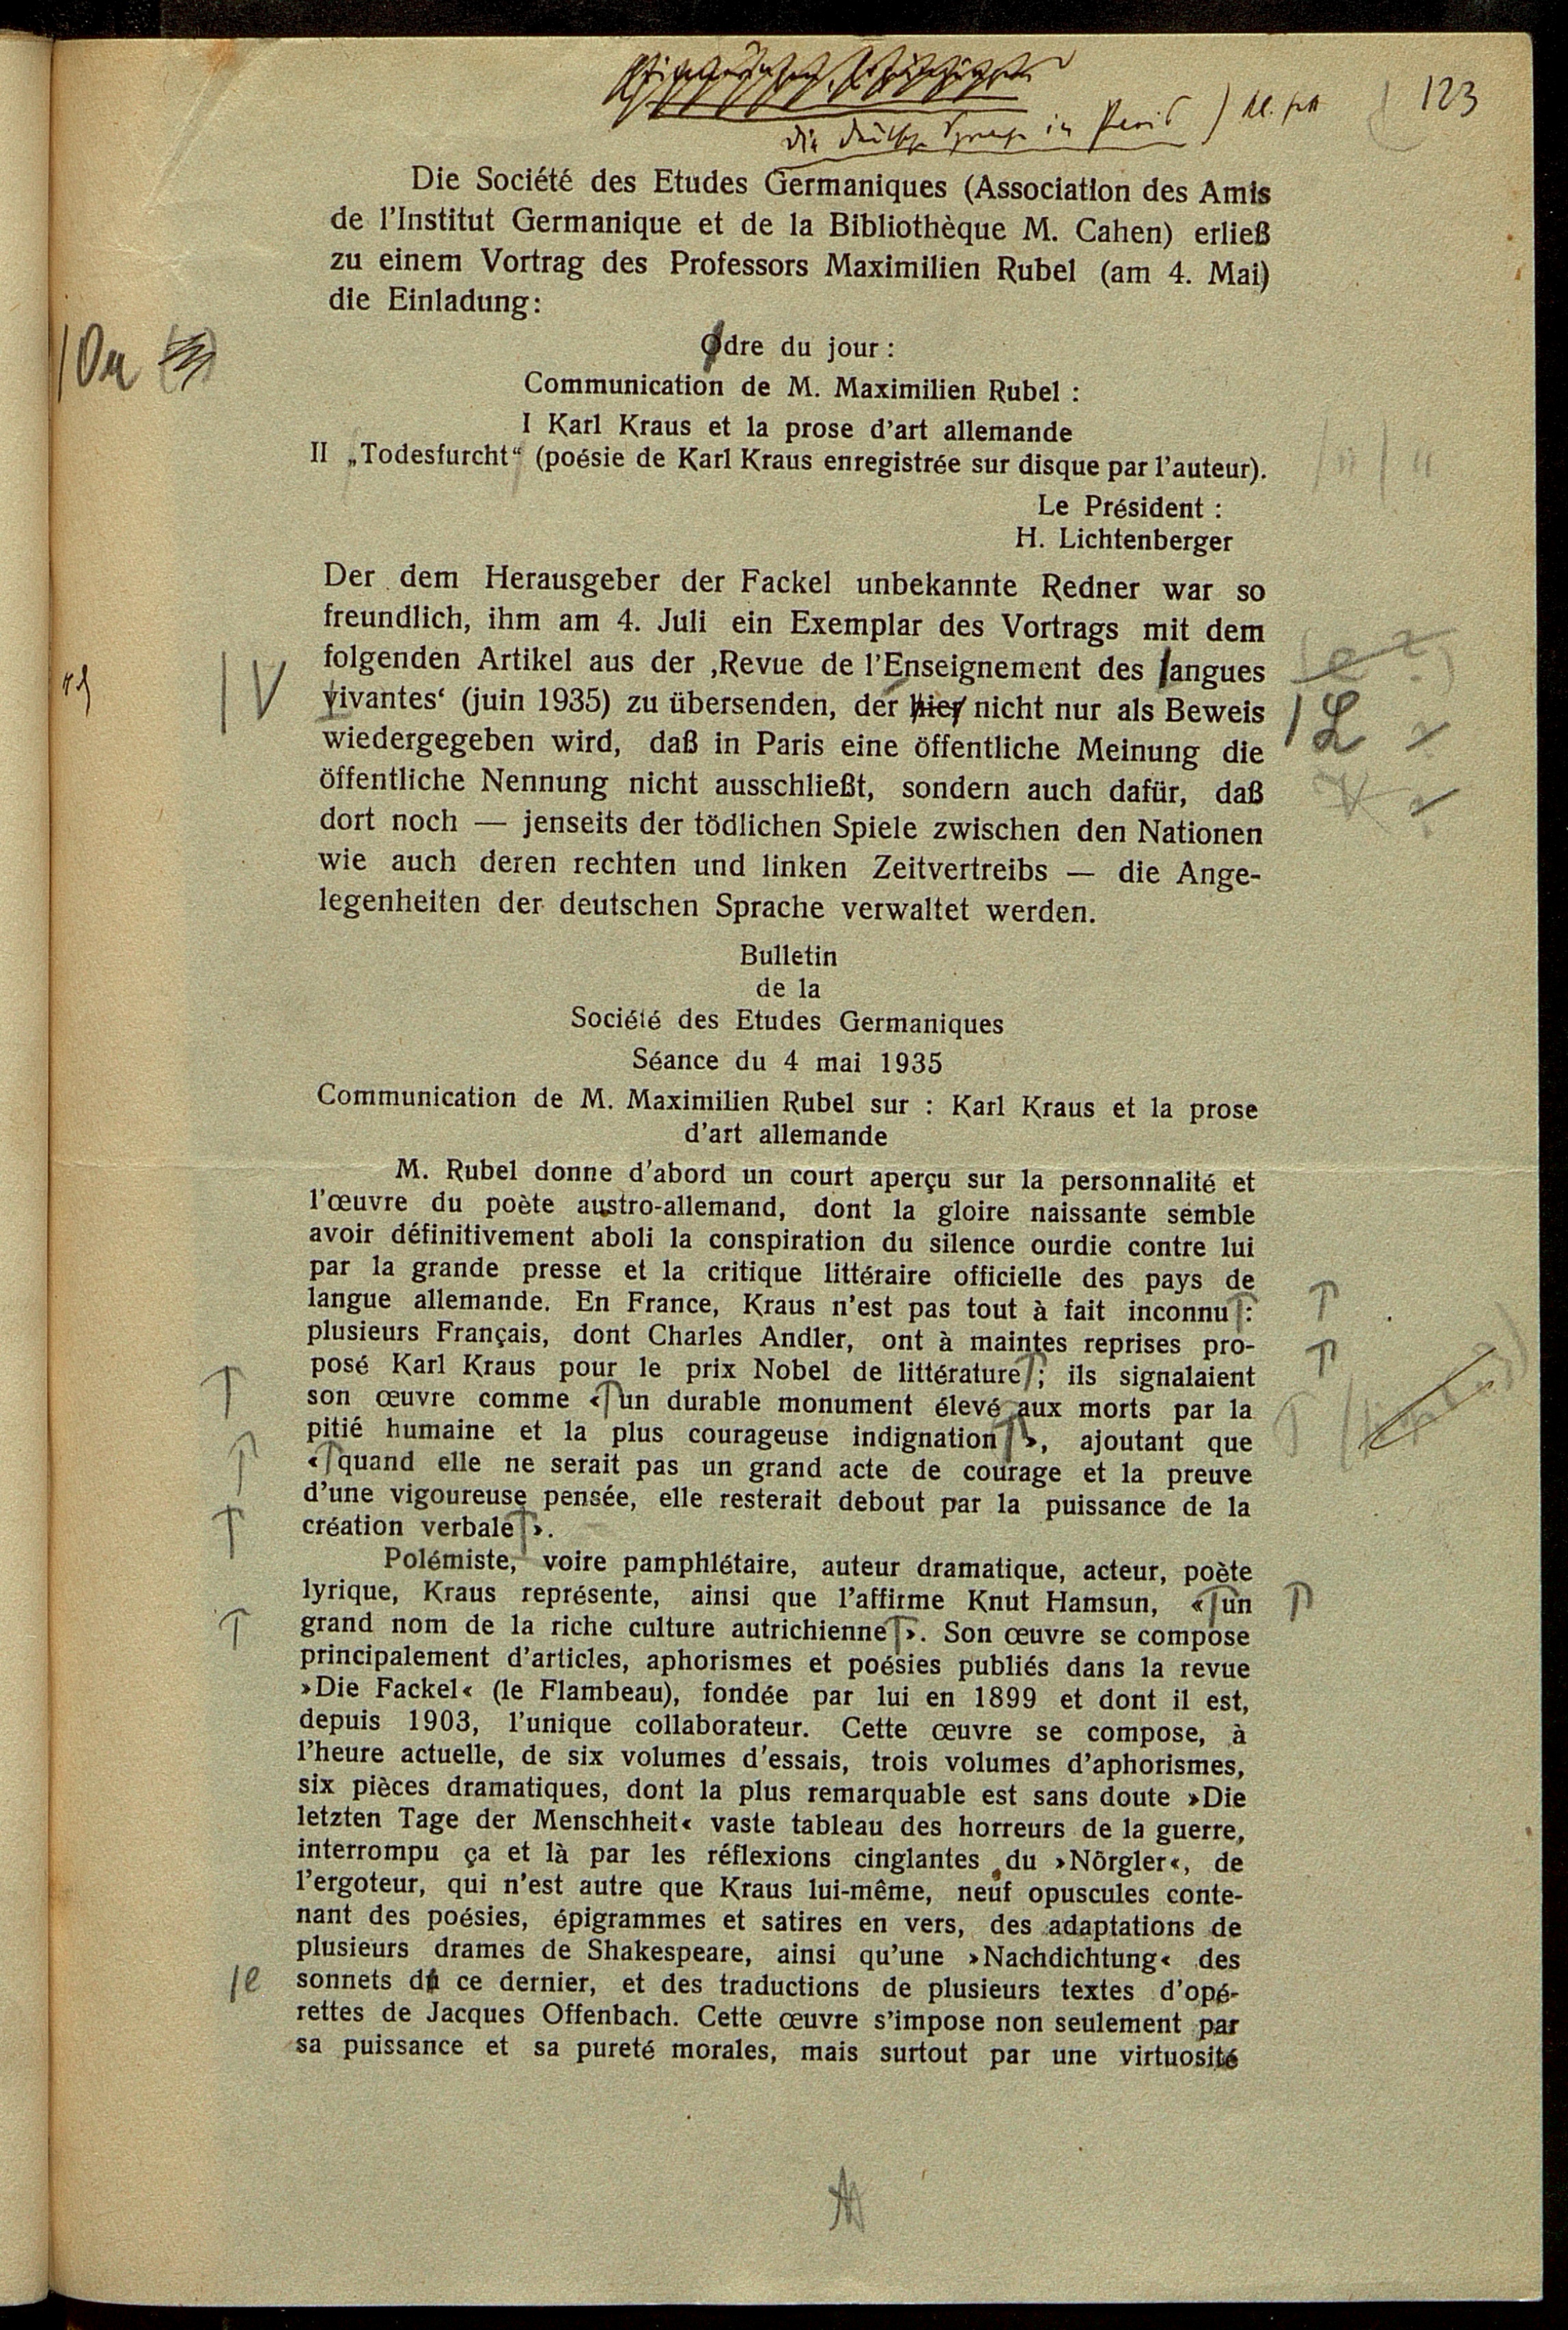 123
Die deutsche Sprache in Paris
Die Société des Etudes Germaniques (Association des Amis
de l'Institut Germanique et de la Bibliothèque M. Cahen) erließ
zu einem Vortrag des Professors Maximilien Rubel (am 4. Mai)
die Einladung:
Odre du jour :
Communication de M. Maximilien Rubel :
I Karl Kraus et la prose d'art allemande
II „Todesfurcht“ (poésie de Karl Kraus enregistrée sur disque par l'auteur).
Le Président :
H. Lichtenberger
Der dem Herausgeber der Fackel unbekannte Redner war so
freundlich, ihm am 4. Juli ein Exemplar des Vortrags mit dem
folgenden Artikel aus der ‚Revue de l'Enseignement des langues
vivantes‘ (juin 1935) zu übersenden, der hier nicht nur als Beweis
wiedergegeben wird, daß in Paris eine öffentliche Meinung die
öffentliche Nennung nicht ausschließt, sondern auch dafür, daß
dort noch — jenseits der tödlichen Spiele zwischen den Nationen
wie auch deren rechten und linken Zeitvertreibs — die Ange-
legenheiten der deutschen Sprache verwaltet werden.
Bulletin
de la
Société des Etudes Germaniques
Séance du 4 mai 1935
Communication de M. Maximilien Rubel sur : Karl Kraus et la prose
d'art allemande
M. Rubel donne d'abord un court aperçu sur la personnalité et
l'œuvre du poète austro-allemand, dont la gloire naissante semble
avoir définitivement aboli la conspiration du silence ourdie contre lui
par la grande presse et la critique littéraire officielle des pays de
langue allemande. En France, Kraus n'est pas tout à fait inconnu :
plusieurs Français, dont Charles Andler, ont à maintes reprises pro-
posé Karl Kraus pour le prix Nobel de littérature ; ils signalaient
son œuvre comme « un durable monument élevé aux morts par la
pitié humaine et la plus courageuse indignation », ajoutant que
« quand elle ne serait pas un grand acte de courage et la preuve
d'une vigoureuse pensée, elle resterait debout par la puissance de la
création verbale ».
Polémiste, voire pamphlétaire, auteur dramatique, acteur, poète
lyrique, Kraus représente, ainsi que l'affirme Knut Hamsun, « un
grand nom de la riche culture autrichienne ». Son œuvre se compose
principalement d'articles, aphorismes et poésies publiés dans la revue
»Die Fackel« (le Flambeau), fondée par lui en 1899 et dont il est,
depuis 1903, l'unique collaborateur. Cette œuvre se compose, à
l'heure actuelle, de six volumes d'essais, trois volumes d'aphorismes,
six pièces dramatiques, dont la plus remarquable est sans doute »Die
letzten Tage der Menschheit« vaste tableau des horreurs de la guerre,
interrompu ça et là par les réflexions cinglantes du »Nörgler«, de
l'ergoteur, qui n'est autre que Kraus lui-même, neuf opuscules conte-
nant des poésies, épigrammes et satires en vers, des adaptations de
plusieurs drames de Shakespeare, ainsi qu'une »Nachdichtung« des
sonnets du ce dernier, et des traductions de plusieurs textes d'opé-
rettes de Jacques Offenbach. Cette œuvre s'impose non seulement par
sa puissance et sa pureté morales, mais surtout par une virtuosité